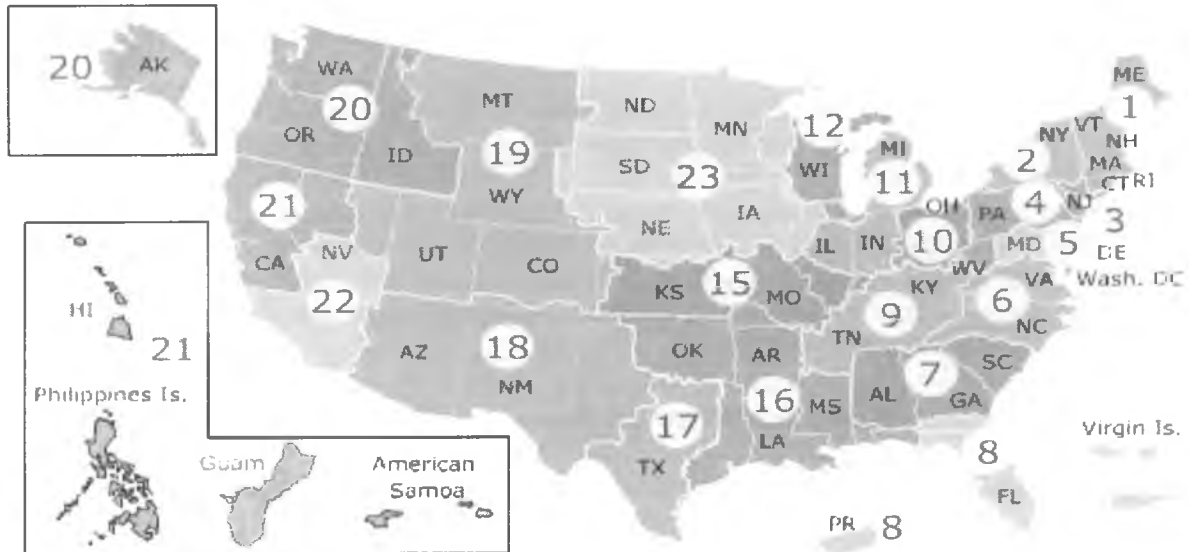 20 AK
WA
20
OR
ID
MT
19
WY
ND
MN
SD
23
NE
IA
12
WI
MI
11
ME
1
VT
NY
NH
2
MA
CT RI
4
NJ
3
PA
OH
10
MD
5
DE
IL
IN
WV
VA
Wash. DC
21
CA
NV
22
UT
CO
KS
15
MO
KY
6
9
TN
NC
AZ
18
NM
OK
AR
16
MS
LA
7
SC
AL
GA
17
TX
8
FL
Virgin Is.
PR
8
HI
21
Philippines Is.
Guam
American
Samoa